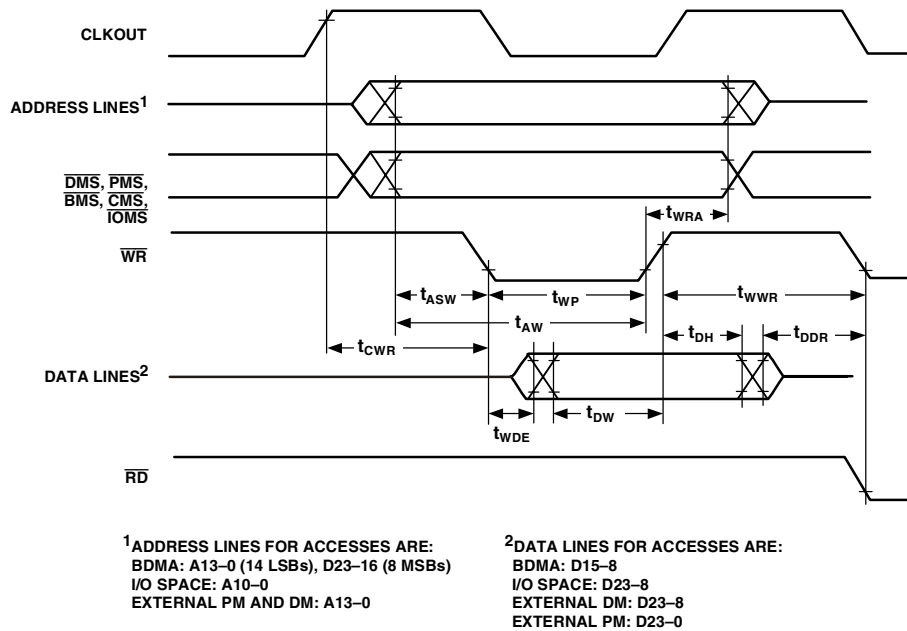 CLKOUT
ADDRESS LINES1
DMS, PMS,
BMS, CMS,
IOMS
tWRA
WR
tASW
tWP
tWWR
tAW
tCWR
tDH
tDDR
DATA LINES2
tWDE
tDW
RD
1ADDRESS LINES FOR ACCESSES ARE:
BDMA: A13–0 (14 LSBs), D23–16 (8 MSBs)
I/O SPACE: A10–0
EXTERNAL PM AND DM: A13–0
2DATA LINES FOR ACCESSES ARE:
BDMA: D15–8
I/O SPACE: D23–8
EXTERNAL DM: D23–8
EXTERNAL PM: D23–0